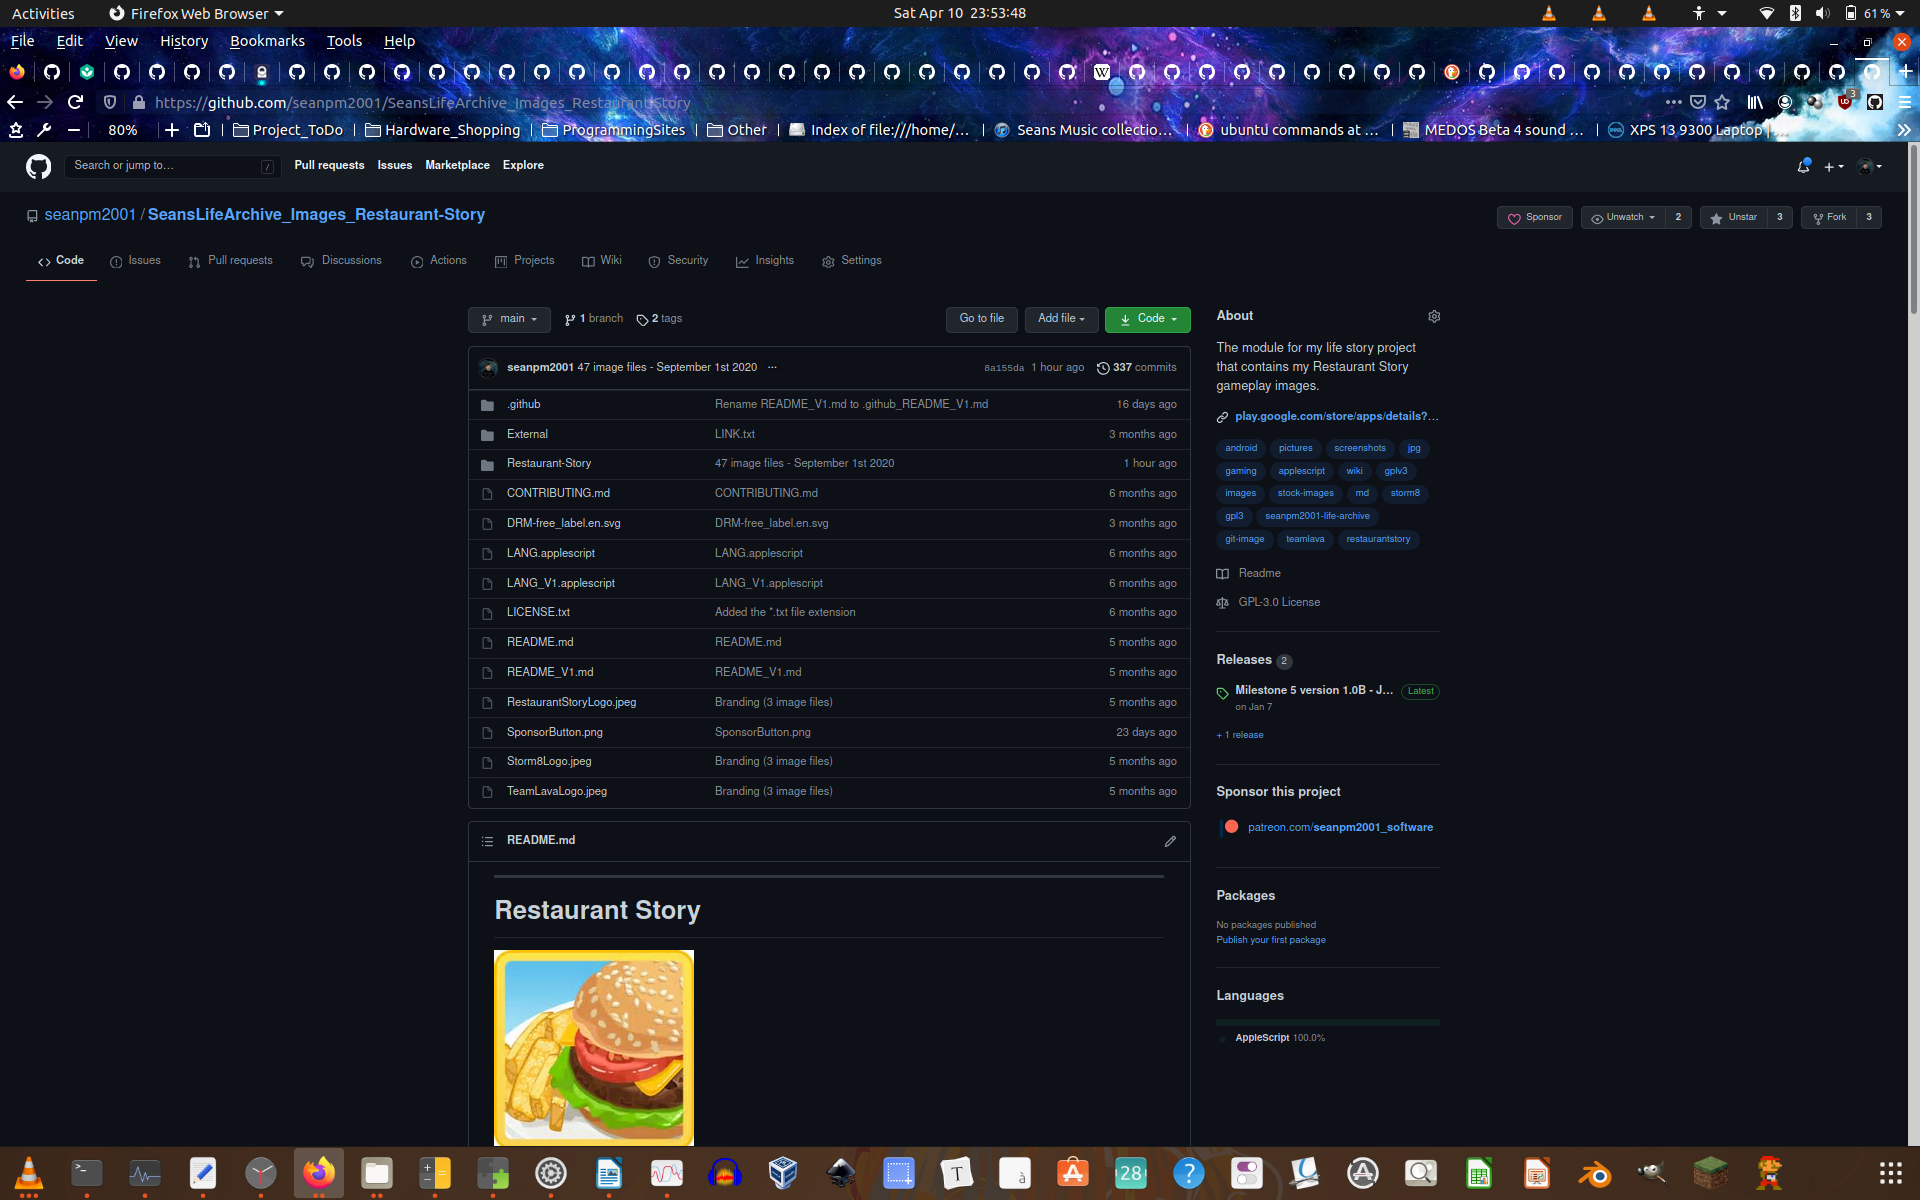 Activities Firefox Web Browser Sat Apr 10 23:53:48 61 %
File Edit View History Bookmarks Tools Help
https://github.com/seanpm2001/SeansLifeArchive_Images_Restaurant-Story 3
80% Project_ToDo Hardware_Shopping ProgrammingSites Other Index of file:///home/… Seans Music collectio… ubuntu commands at … MEDOS Beta 4 sound … XPS 13 9300 Laptop |…
Search or jump to… / Pull requests Issues Marketplace Explore
seanpm2001 / SeansLifeArchive_Images_Restaurant-Story Sponsor Unwatch 2 Unstar 3 Fork 3
Code Issues Pull requests Discussions Actions Projects Wiki Security Insights Settings
main 1 branch 2 tags Go to file Add file Code
seanpm2001 47 image files - September 1st 2020 ... 8a155da 1 hour ago 337 commits
.github Rename README_V1.md to .github_README_V1.md 16 days ago
External LINK.txt 3 months ago
Restaurant-Story 47 image files - September 1st 2020 1 hour ago
CONTRIBUTING.md CONTRIBUTING.md 6 months ago
DRM-free_label.en.svg DRM-free_label.en.svg 3 months ago
LANG.applescript LANG.applescript 6 months ago
LANG_V1.applescript LANG_V1.applescript 6 months ago
LICENSE.txt Added the *.txt file extension 6 months ago
README.md README.md 5 months ago
README_V1.md README_V1.md 5 months ago
RestaurantStoryLogo.jpeg Branding (3 image files) 5 months ago
SponsorButton.png SponsorButton.png 23 days ago
Storm8Logo.jpeg Branding (3 image files) 5 months ago
TeamLavaLogo.jpeg Branding (3 image files) 5 months ago
README.md
Restaurant Story
About
The module for my life story project
that contains my Restaurant Story
gameplay images.
play.google.com/store/apps/details?…
android pictures screenshots jpg
gaming applescript wiki gplv3
images stock-images md storm8
gpl3 seanpm2001-life-archive
git-image teamlava restaurantstory
Readme
GPL-3.0 License
Releases 2
Milestone 5 version 1.0B - J… Latest
on Jan 7
+ 1 release
Sponsor this project
patreon.com/seanpm2001_software
Packages
No packages published
Publish your first package
Languages
AppleScript 100.0%